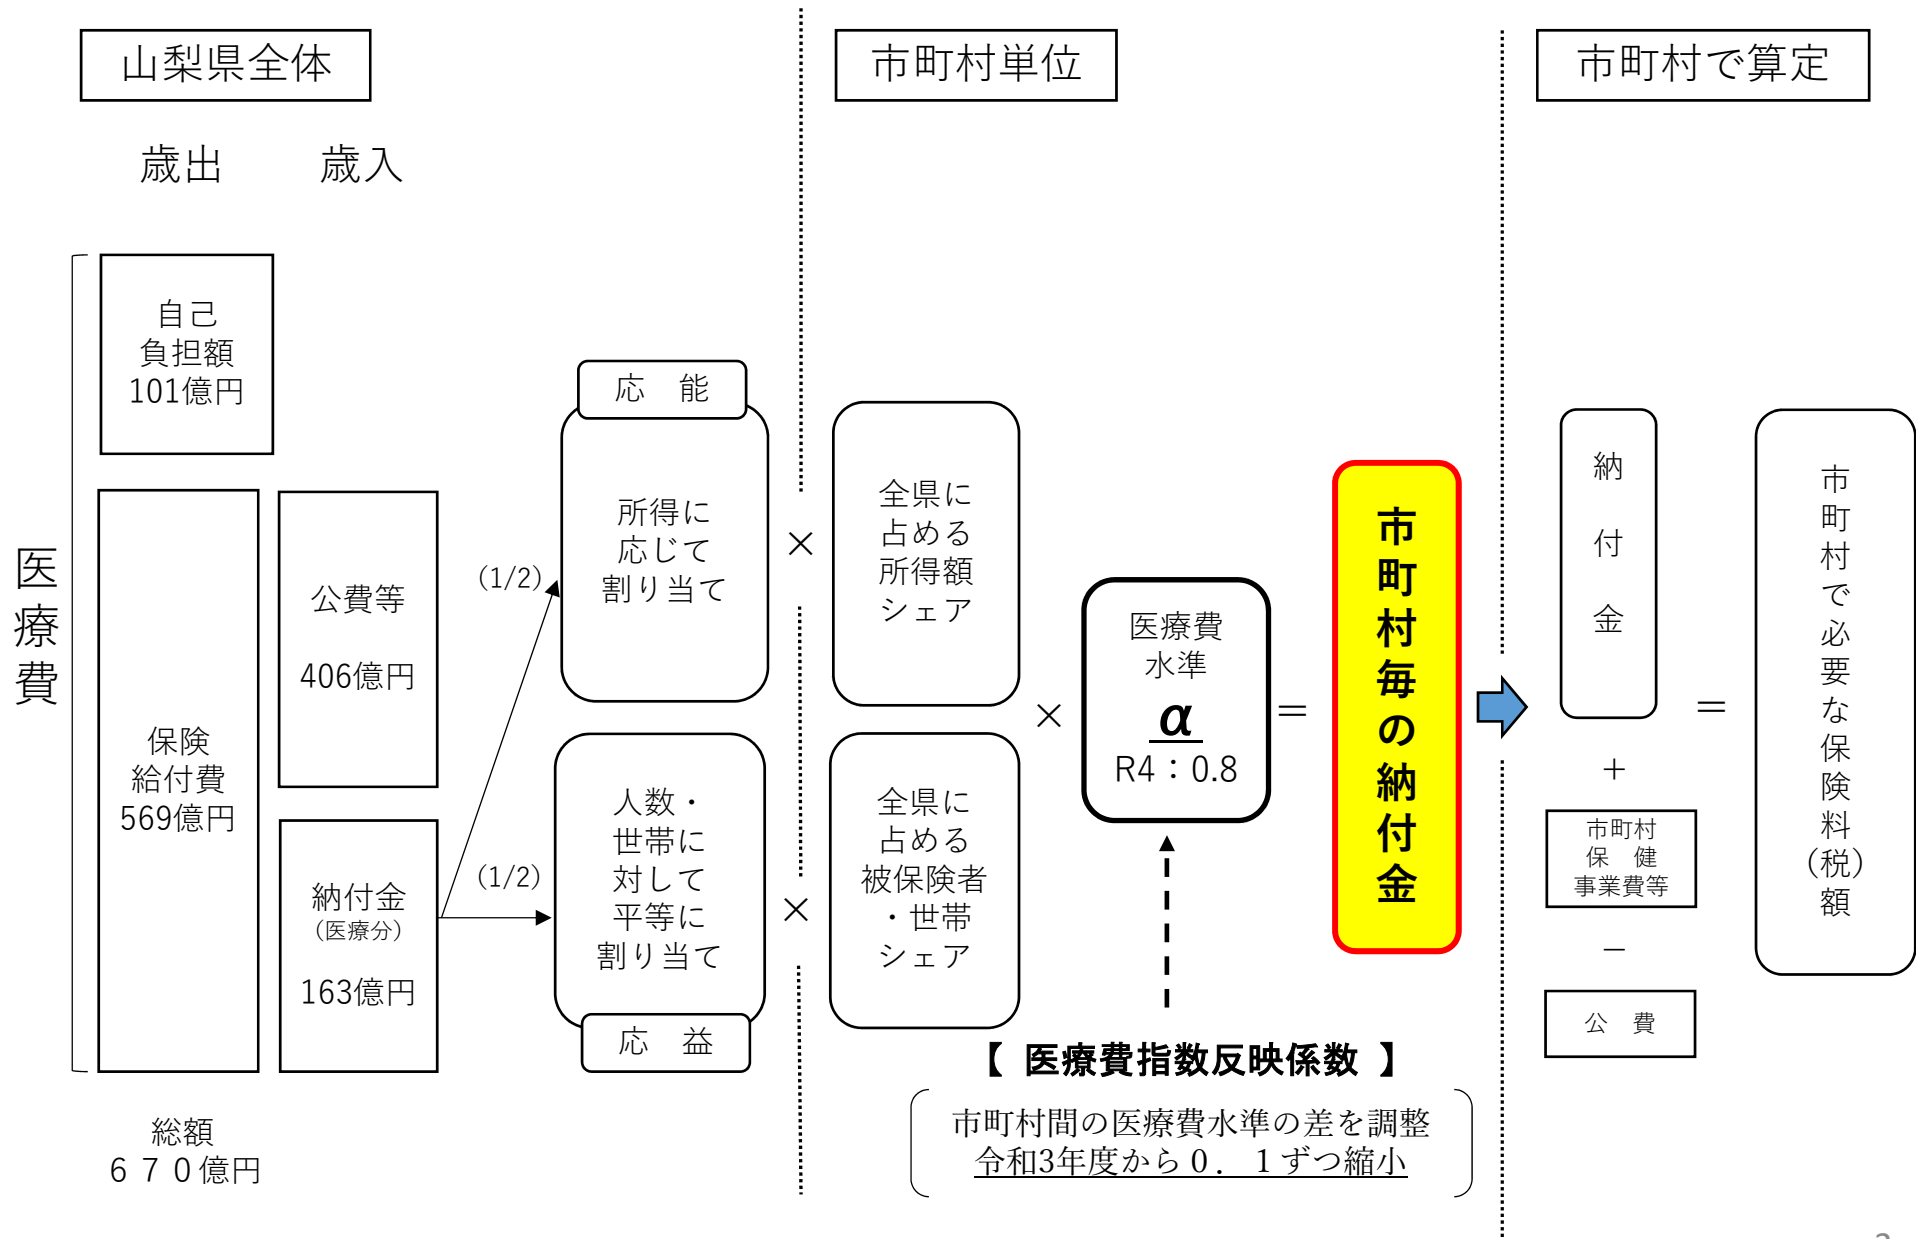 山梨県全体
市町村単位
市町村で算定
歳出
歳入
医療費
自己
負担額
101億円
保険
給付費
569億円
公費等
406億円
納付金
（医療分）
163億円
総額
６７０億円
(1/2)
(1/2)
応　能
所得に
応じて
割り当て
人数・
世帯に
対して
平等に
割り当て
応　益
×
×
全県に
占める
所得額
シェア
全県に
占める
被保険者
・世帯
シェア
×
医療費
水準
α
R4：0.8
＝
市町村毎の納付金
【 医療費指数反映係数 】
市町村間の医療費水準の差を調整
令和3年度から０．１ずつ縮小
納付金
＋
市町村
保　健
事業費等
－
公　費
＝
市町村で必要な保険料（税）額